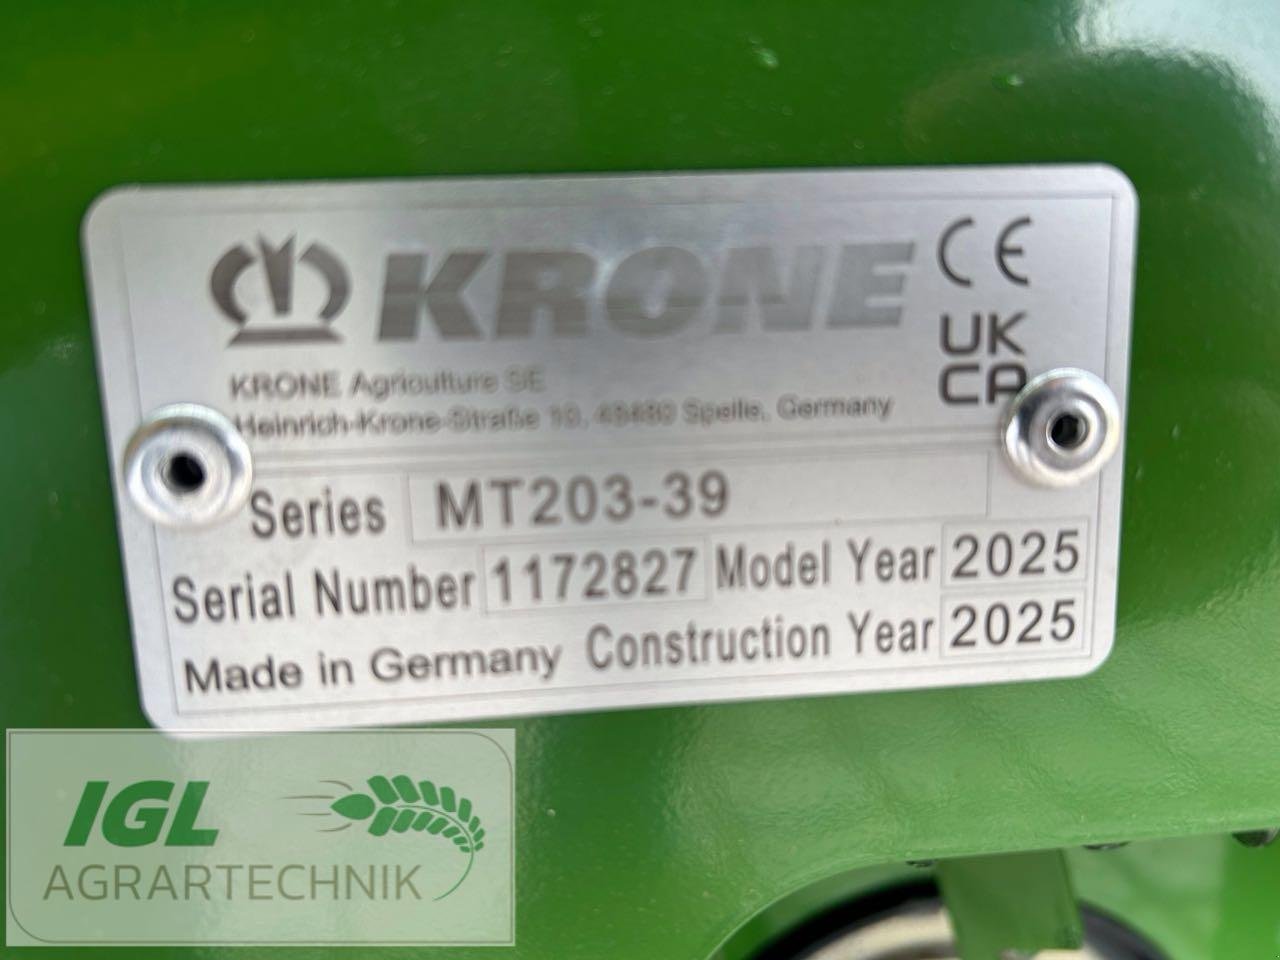 KRONE
CE
UK
CA
KRONE Agriculture SE
Heinrich-Krone-Straße 10, 48480 Spelle, Germany
Series MT203-39
Serial Number 1172827 Model Year 2025
Made in Germany Construction Year 2025
IGL
AGRARTECHNIK